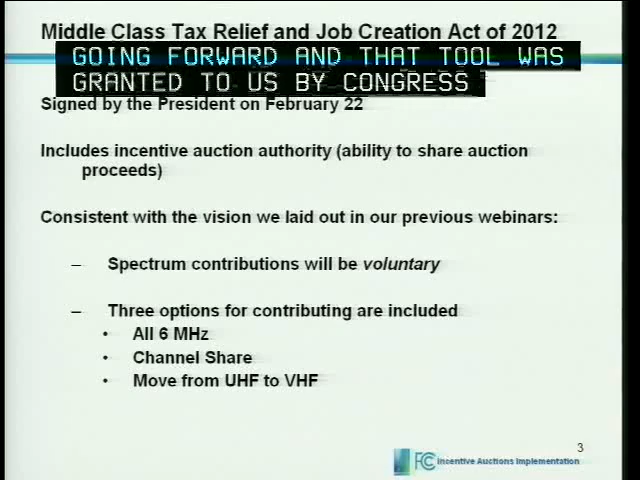 Middle Class Tax Relief and Job Creation Act of 2012
GOING FORWARD AND THAT TOOL WAS
GRANTED TO US BY CONGRESS
Signed by the President on February 22
Includes incentive auction authority (ability to share auction
proceeds)
Consistent with the vision we laid out in our previous webinars:
– Spectrum contributions will be voluntary
– Three options for contributing are included
• All 6 MHz
• Channel Share
• Move from UHF to VHF
3
FCC Incentive Auctions Implementation